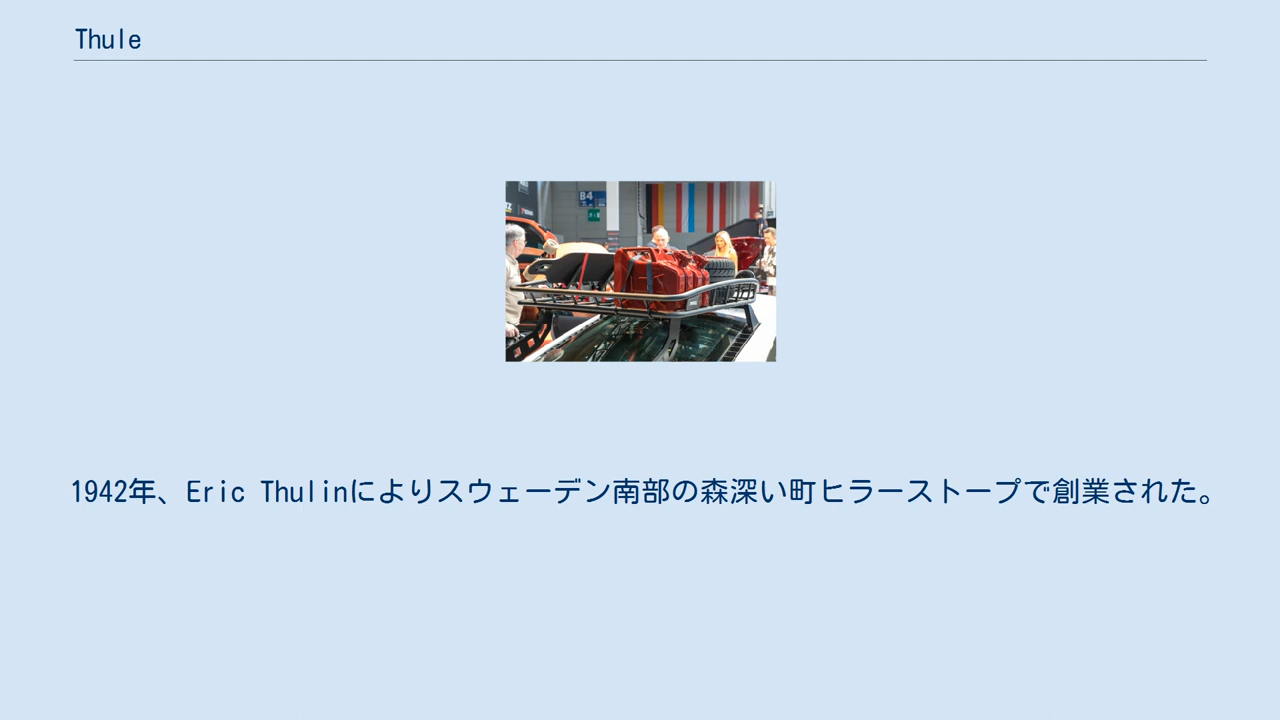 Thule
B4
1942年、Eric Thulinによりスウェーデン南部の森深い町ヒラーストープで創業された。